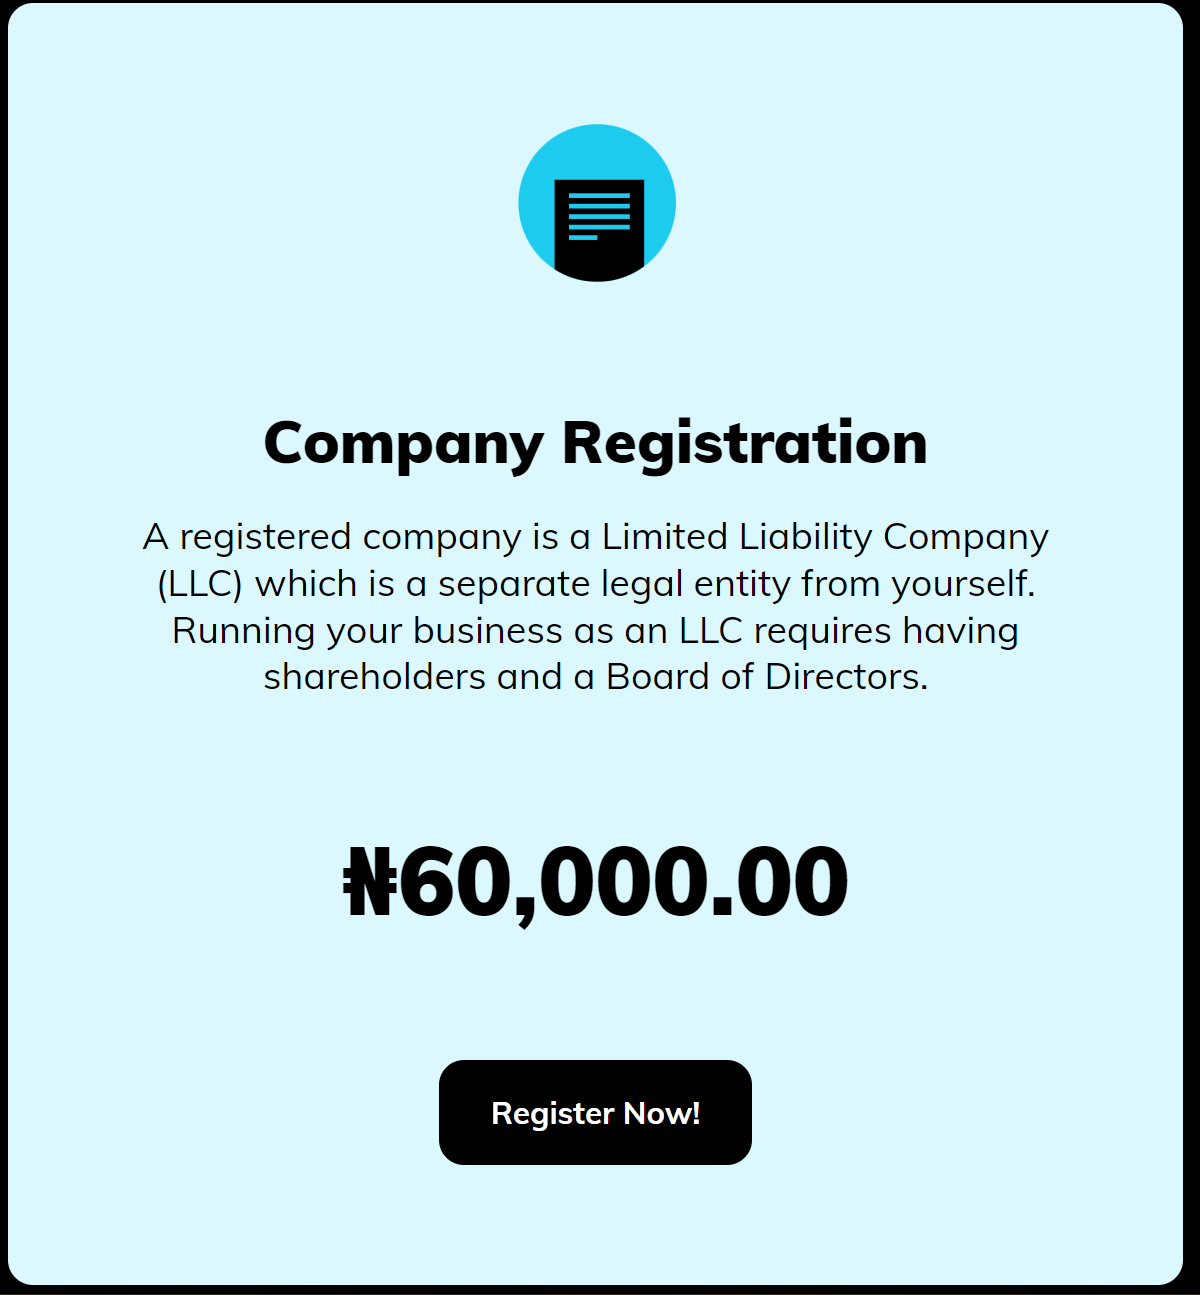 Company Registration
A registered company is a Limited Liability Company
(LLC) which is a separate legal entity from yourself.
Running your business as an LLC requires having
shareholders and a Board of Directors.
₦60,000.00
Register Now!